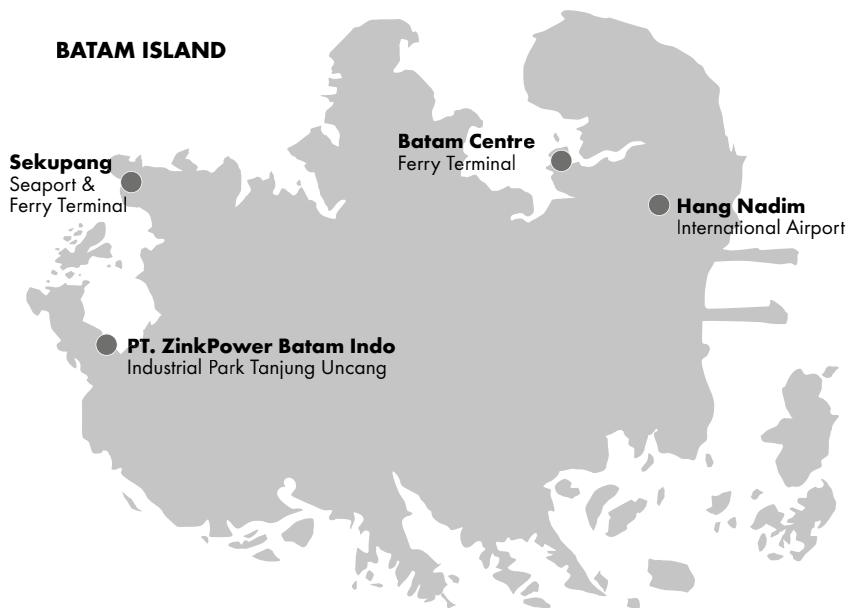 BATAM ISLAND
Sekupang
Seaport &
Ferry Terminal
Batam Centre
Ferry Terminal
Hang Nadim
International Airport
PT. ZinkPower Batam Indo
Industrial Park Tanjung Uncang